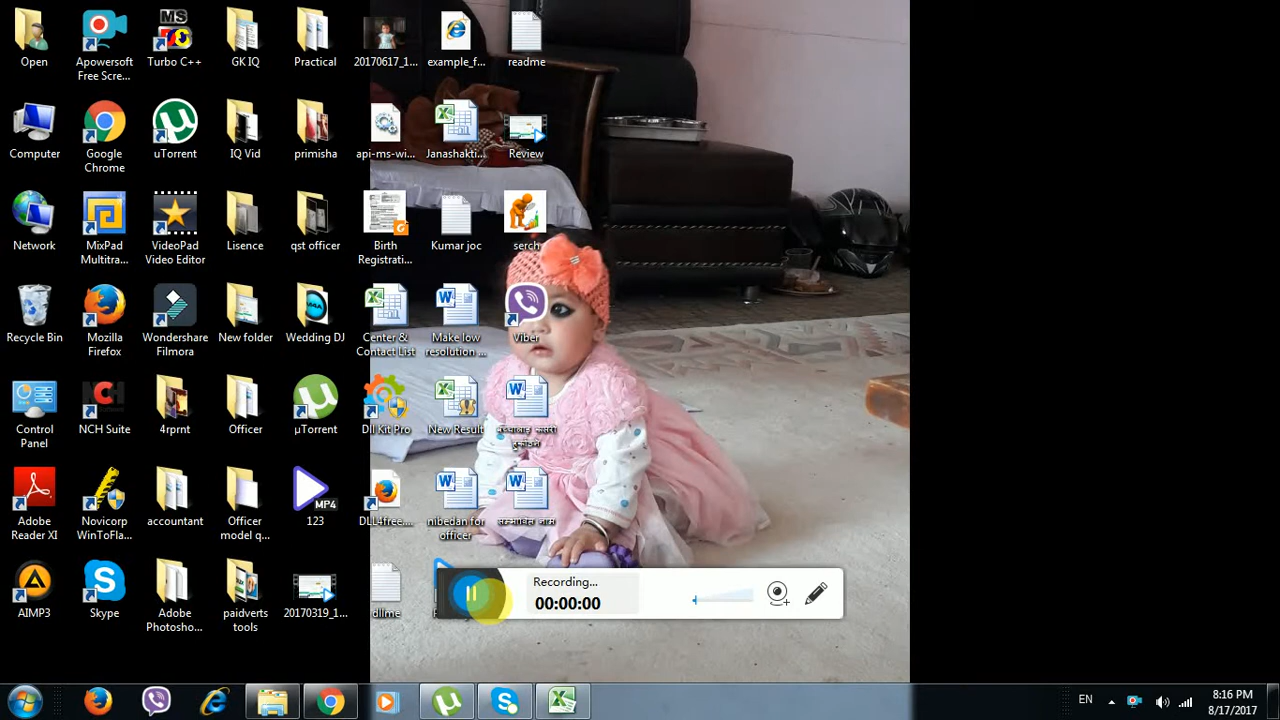 Open
Apowersoft
Free Scre...
MS
Turbo C++
GK IQ
Practical
20170617_1...
example_f...
readme
Computer
Google
Chrome
uTorrent
IQ Vid
primisha
api-ms-wi...
Janashakti...
Review
Network
MixPad
Multitra...
VideoPad
Video Editor
Lisence
qst officer
Birth
Registrati...
Kumar joc
serch
Recycle Bin
Mozilla
Firefox
Wondershare
Filmora
New folder
Wedding DJ
Center &
Contact List
Make low
resolution ...
Viber
Control
Panel
NCH
NCH Suite
4rprnt
Officer
µTorrent
Dll Kit Pro
New Result
Adobe
Reader XI
Novicorp
WinToFla...
accountant
Officer
model q...
MP4
123
DLL4free....
nibedan for
officer
AIMP3
Skype
Adobe
Photosho...
paidverts
tools
20170319_1...
dllme
Recording...
00:00:00
EN
8:16 PM
8/17/2017